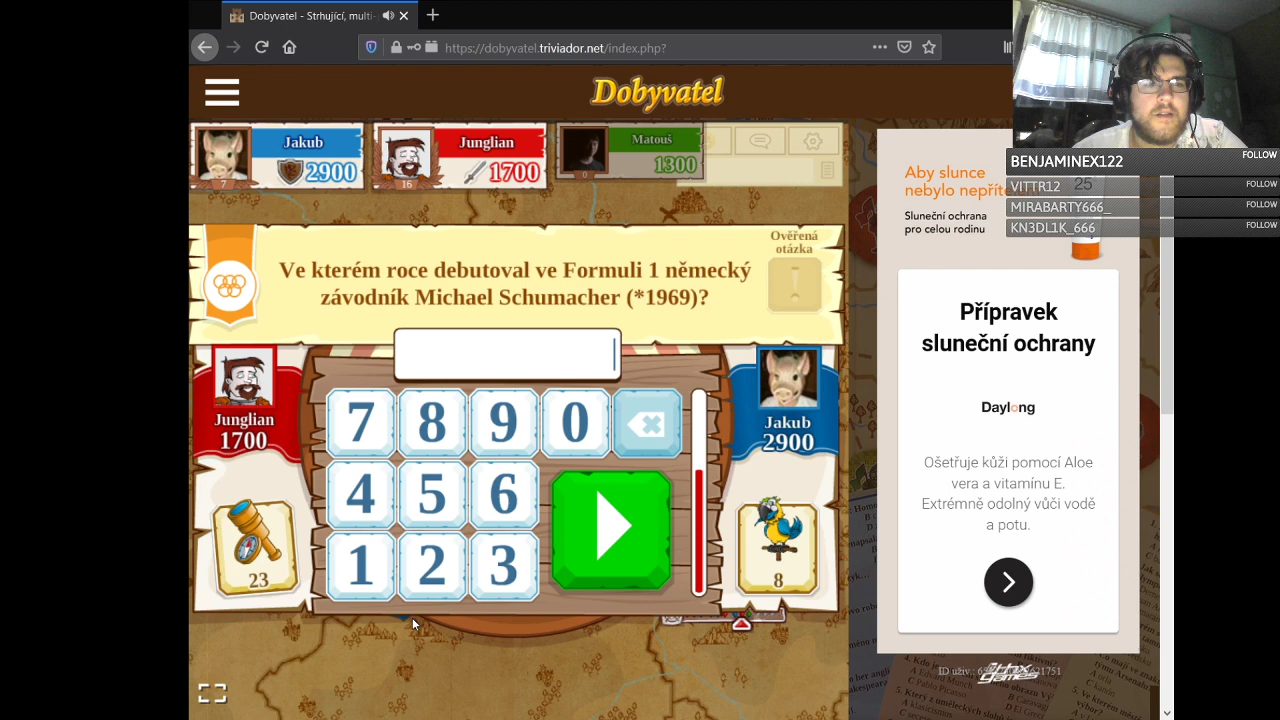 Dobyvatel - Strhující, multi-
https://dobyvatel.triviador.net/index.php?
Dobyvatel
Jakub
2900
7
Junglian
1700
16
Matouš
1300
0
Ověřená
otázka
Ve kterém roce debutoval ve Formuli 1 německý
závodník Michael Schumacher (*1969)?
Junglian
1700
23
7 8 9 0
4 5 6
1 2 3
Jakub
2900
8
Aby slunce
nebylo nepříte
Sluneční ochrana
pro celou rodinu
25
Přípravek
sluneční ochrany
Daylong
Ošetřuje kůži pomocí Aloe
vera a vitamínu E.
Extrémně odolný vůči vodě
a potu.
BENJAMINEX122 FOLLOW
VITTR12 FOLLOW
MIRABARTY666_ FOLLOW
KN3DL1K_666 FOLLOW
ID uživ.: